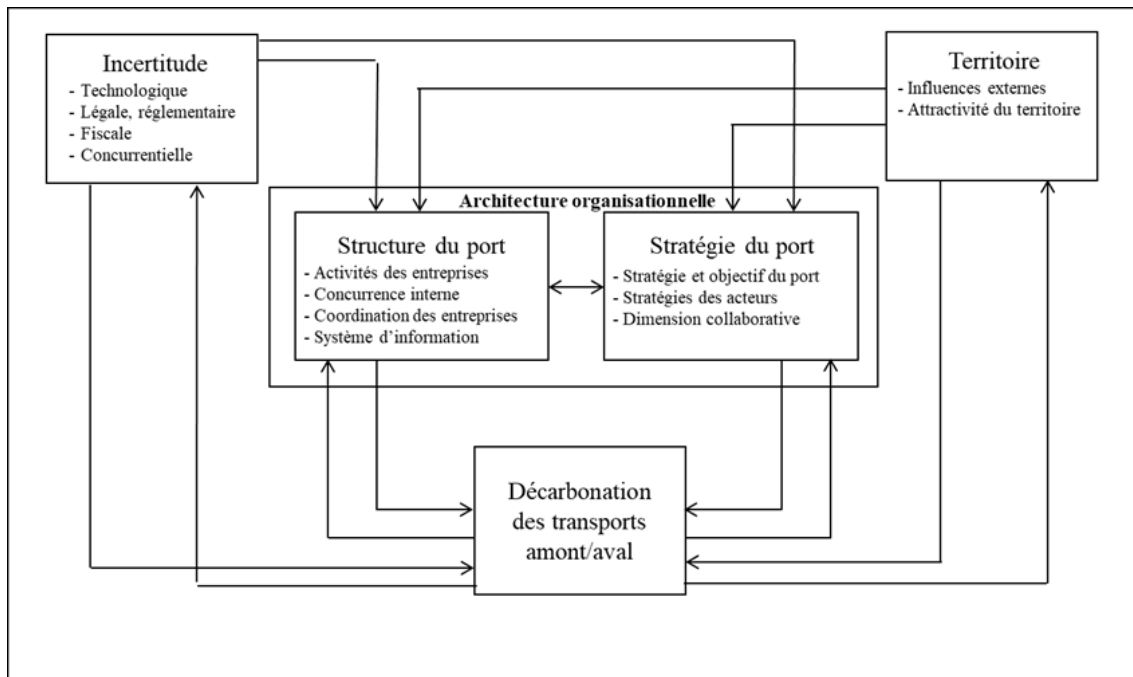 Incertitude
- Technologique
- Légale, réglementaire
- Fiscale
- Concurrentielle
Territoire
- Influences externes
- Attractivité du territoire
Architecture organisationnelle
Structure du port
- Activités des entreprises
- Concurrence interne
- Coordination des entreprises
- Système d’information
Stratégie du port
- Stratégie et objectif du port
- Stratégies des acteurs
- Dimension collaborative
Décarbonation
des transports
amont/aval